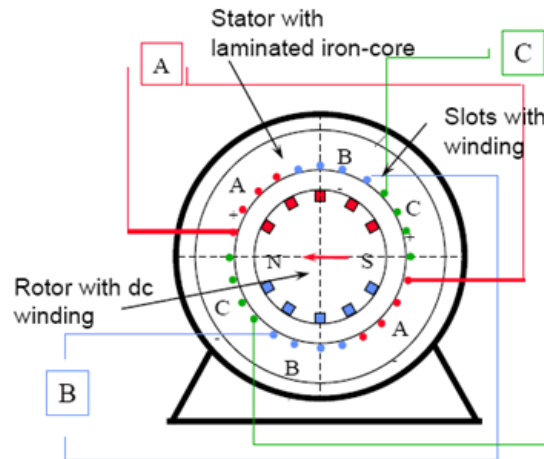 Stator with
laminated iron-core
A
C
Slots with
winding
B
A
-
C
+
+
N
S
Rotor with dc
winding
C
A
-
B
-
B